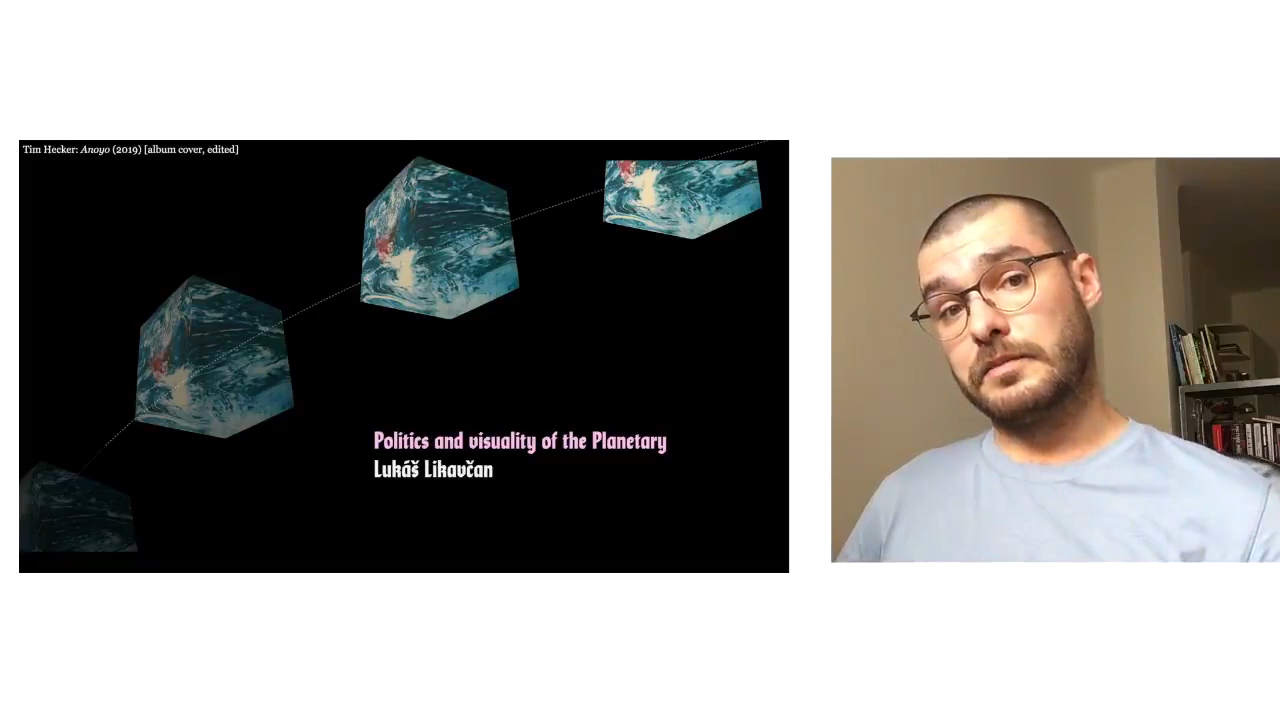 Tim Hecker: Anoyo (2019) [album cover, edited]
Politics and visuality of the Planetary
Lukáš Likavčan